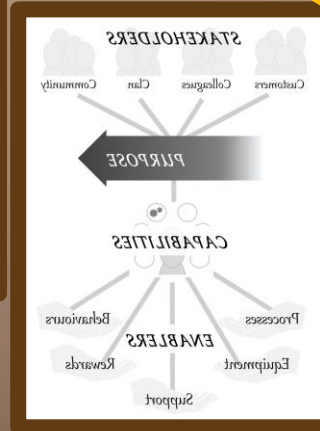 STAKEHOLDERS
Customers Colleagues Clan Community
PURPOSE
CAPABILITIES
Processes Behaviours
ENABLERS
Equipment Rewards
Support